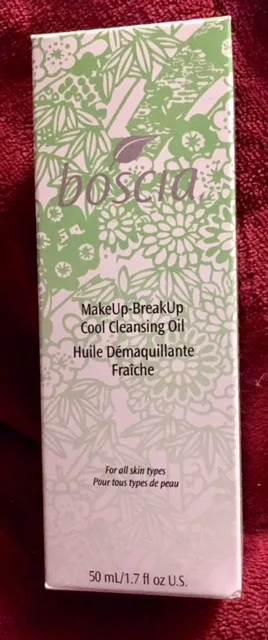 boscia
MakeUp-BreakUp
Cool Cleansing Oil
Huile Démaquillante
Fraîche
For all skin types
Pour tous types de peau
50 mL/1.7 fl oz U.S.